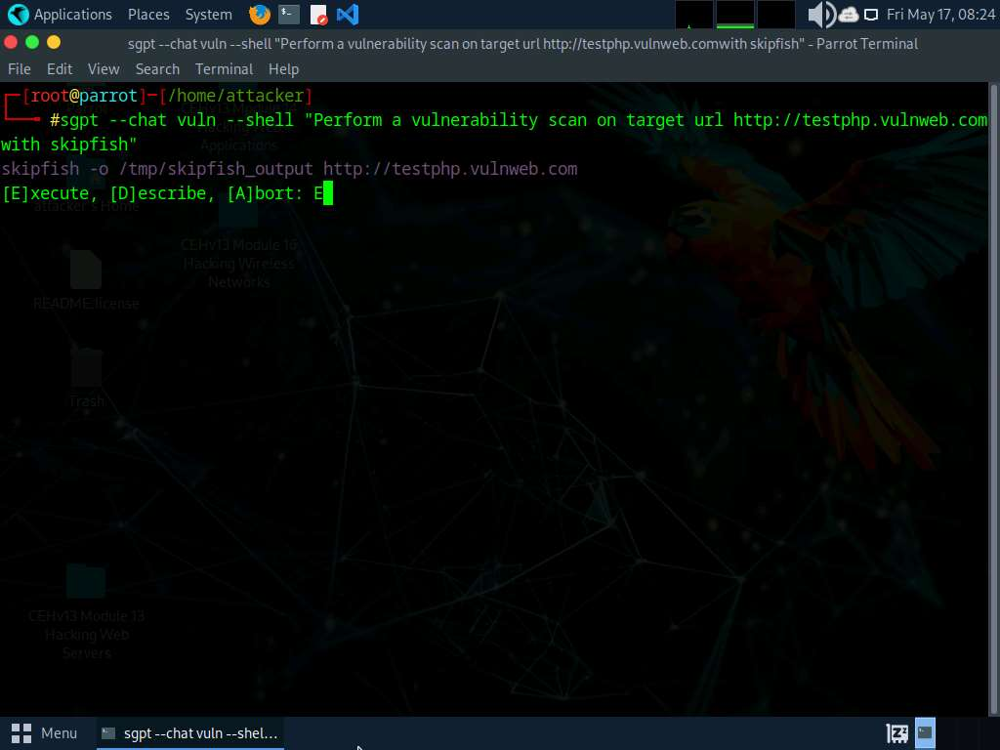 Applications Places System
Fri May 17, 08:24
sgpt --chat vuln --shell "Perform a vulnerability scan on target url http://testphp.vulnweb.comwith skipfish" - Parrot Terminal
File Edit View Search Terminal Help
[root@parrot]─[/home/attacker]
#sgpt --chat vuln --shell "Perform a vulnerability scan on target url http://testphp.vulnweb.com
with skipfish"
skipfish -o /tmp/skipfish_output http://testphp.vulnweb.com
[E]xecute, [D]escribe, [A]bort: E
Applications
attacker's Home
CEHv13 Module 16
Hacking Wireless
Networks
README.license
Trash
CEHv13 Module 13
Hacking Web
Servers
Menu
sgpt --chat vuln --shel...